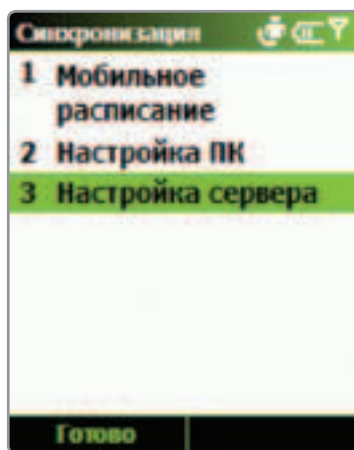 Синхронизация
1 Мобильное
расписание
2 Настройка ПК
3 Настройка сервера
Готово